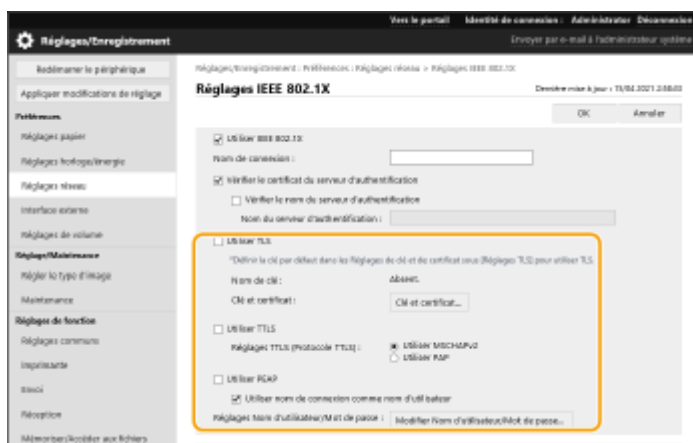 Vers le portail Identité de connexion : Administrator Déconnexion
Réglages/Enregistrement Envoyer par e-mail à l'administrateur système
Redémarrer le périphérique
Appliquer modifications de réglage
Préférences
Réglages papier
Réglages horloge/énergie
Réglages réseau
Interface externe
Réglages de volume
Réglage/Maintenance
Régler le type d'image
Maintenance
Réglages de fonction
Réglages communs
Imprimante
Envoi
Réception
Mémoriser/Accéder aux fichiers
Réglages/Enregistrement : Préférences : Réglages réseau > Réglages IEEE 802.1X
Réglages IEEE 802.1X Dernière mise à jour :
OK Annuler
Utiliser IEEE 802.1X
Nom de connexion :
Vérifier le certificat du serveur d'authentification
Vérifier le nom du serveur d'authentification
Nom du serveur d'authentification :
Utiliser TLS
*Définir la clé par défaut dans les Réglages de clé et de certificat sous [Réglages TLS] pour utiliser TLS.
Nom de clé : Absent.
Clé et certificat : Clé et certificat...
Utiliser TTLS
Réglages TTLS (Protocole TTLS) : Utiliser MSCHAPv2
Utiliser PAP
Utiliser PEAP
Utiliser nom de connexion comme nom d'utilisateur
Réglages Nom d'utilisateur/Mot de passe : Modifier Nom d'utilisateur/Mot de passe...